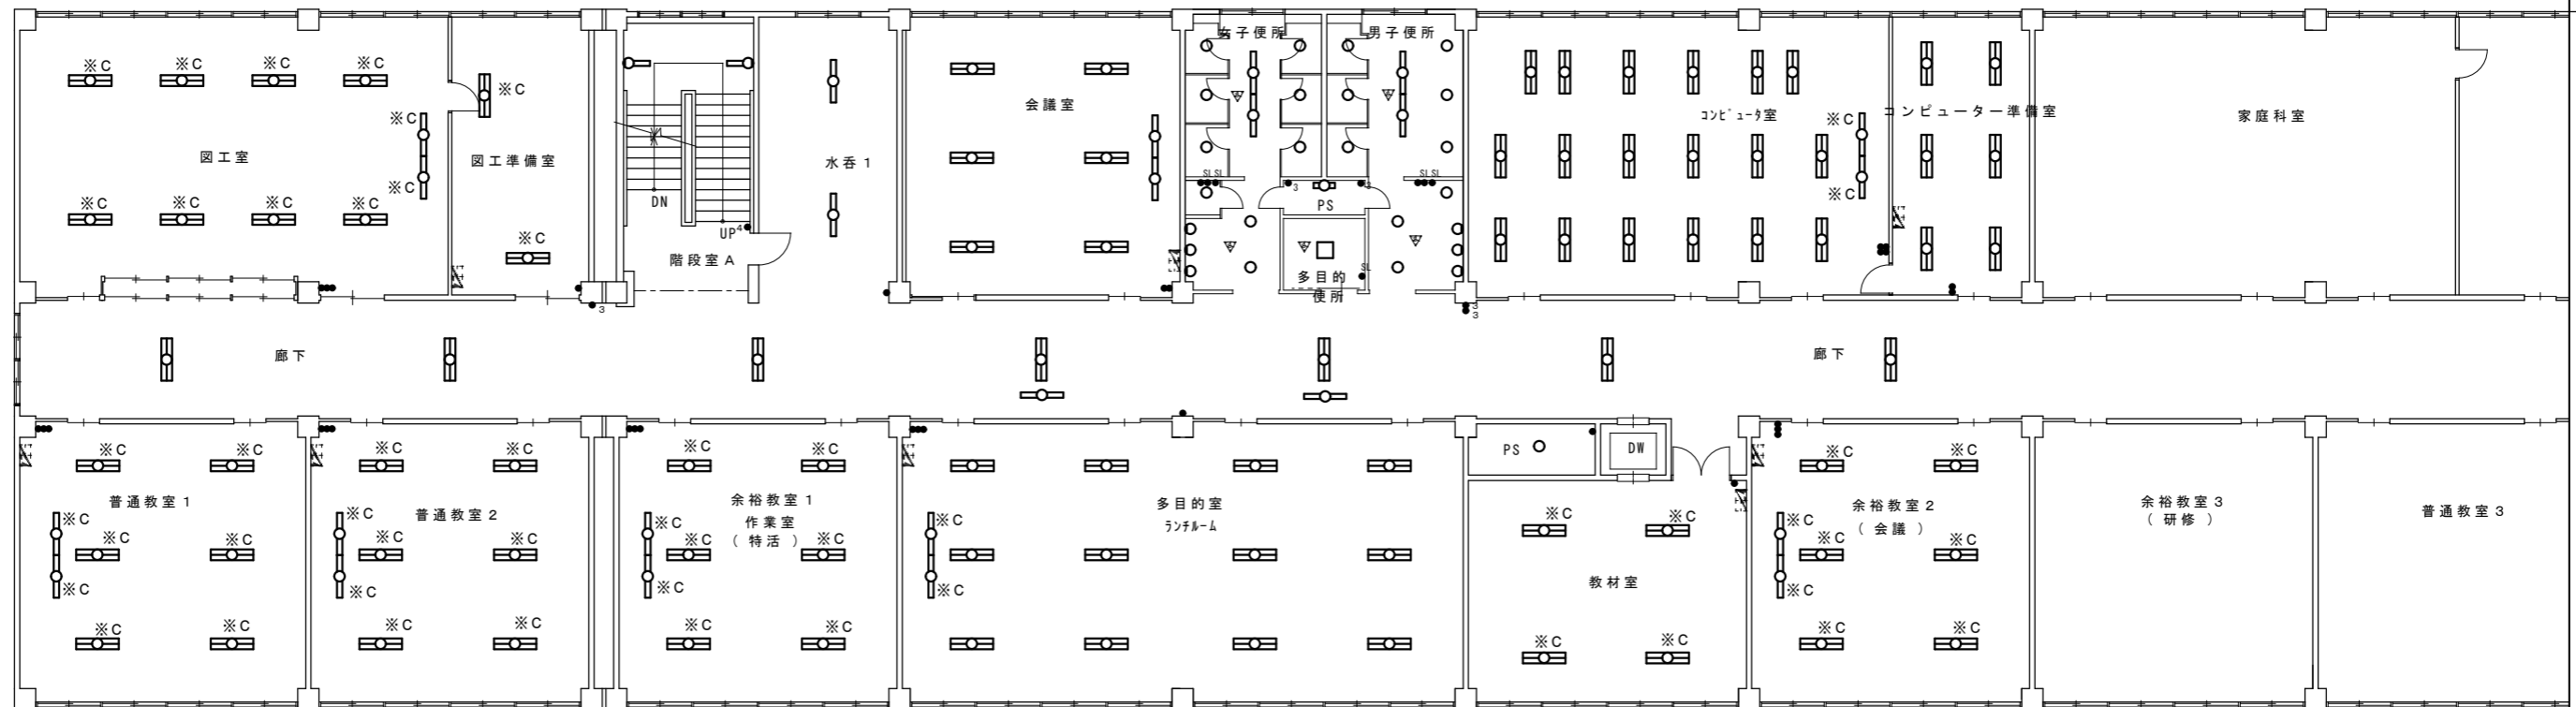 図工室
※C
※C
※C
※C
※C
※C
※C
※C
※C
※C
図工準備室
※C
※C
DN
UP
4
階段室A
水呑1
会議室
女子便所
男子便所
SL SL
SL SL
3
3
PS
多目的
便所
SL
コンピュータ室
※C
※C
コンピューター準備室
家庭科室
3
3
3
廊下
廊下
普通教室1
※C
※C
※C
※C
※C
※C
※C
※C
普通教室2
※C
※C
※C
※C
※C
※C
※C
※C
余裕教室1
作業室
(特活)
※C
※C
※C
※C
※C
※C
※C
※C
多目的室
ランチルーム
※C
※C
PS
DW
教材室
※C
※C
※C
※C
余裕教室2
(会議)
※C
※C
※C
※C
※C
※C
※C
※C
余裕教室3
(研修)
普通教室3